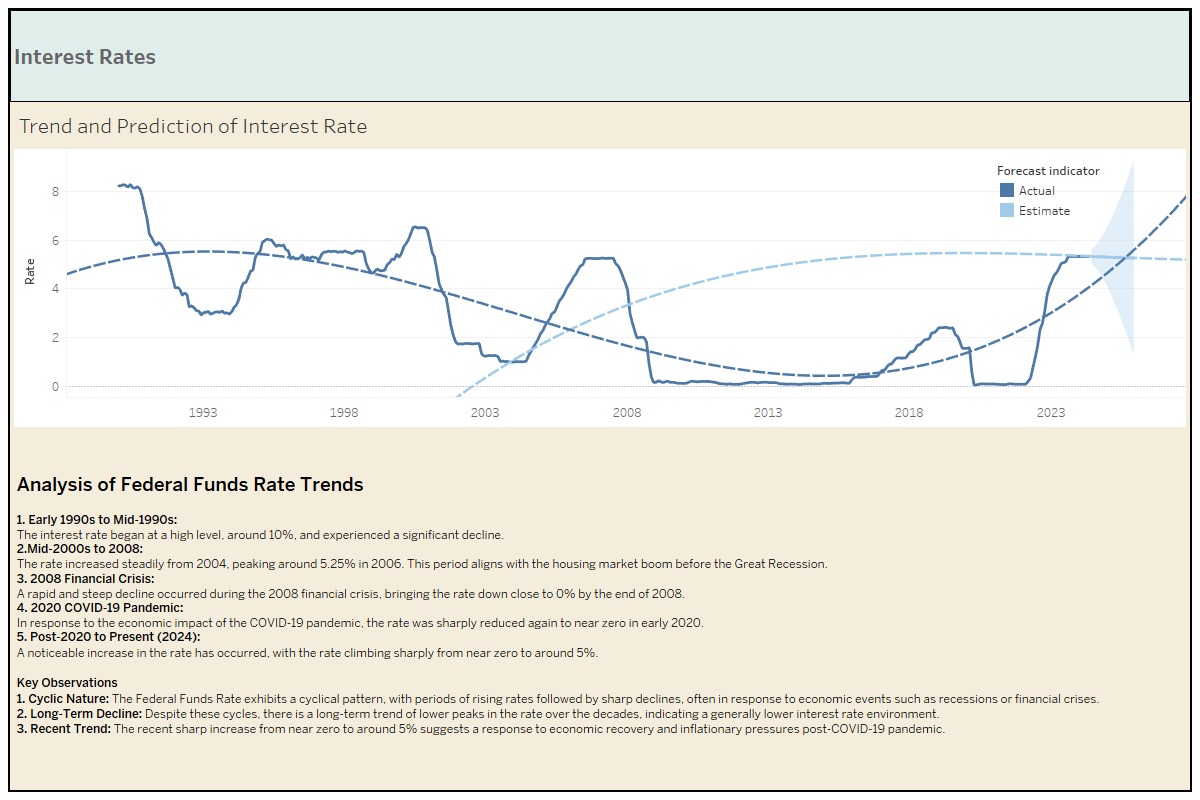 Interest Rates
Trend and Prediction of Interest Rate
Forecast indicator
Actual
Estimate
Rate
8
6
4
2
0
1993
1998
2003
2008
2013
2018
2023
Analysis of Federal Funds Rate Trends
1. Early 1990s to Mid-1990s:
The interest rate began at a high level, around 10%, and experienced a significant decline.
2.Mid-2000s to 2008:
The rate increased steadily from 2004, peaking around 5.25% in 2006. This period aligns with the housing market boom before the Great Recession.
3. 2008 Financial Crisis:
A rapid and steep decline occurred during the 2008 financial crisis, bringing the rate down close to 0% by the end of 2008.
4. 2020 COVID-19 Pandemic:
In response to the economic impact of the COVID-19 pandemic, the rate was sharply reduced again to near zero in early 2020.
5. Post-2020 to Present (2024):
A noticeable increase in the rate has occurred, with the rate climbing sharply from near zero to around 5%.
Key Observations
1. Cyclic Nature: The Federal Funds Rate exhibits a cyclical pattern, with periods of rising rates followed by sharp declines, often in response to economic events such as recessions or financial crises.
2. Long-Term Decline: Despite these cycles, there is a long-term trend of lower peaks in the rate over the decades, indicating a generally lower interest rate environment.
3. Recent Trend: The recent sharp increase from near zero to around 5% suggests a response to economic recovery and inflationary pressures post-COVID-19 pandemic.